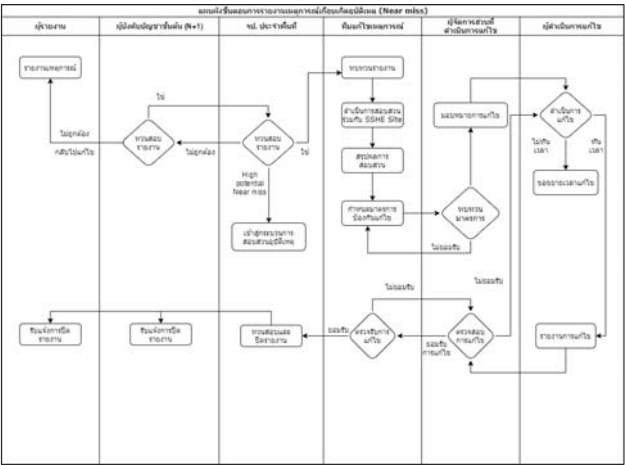 แผนผังขั้นตอนการรายงานเหตุการณ์เกือบเกิดอุบัติเหตุ (Near miss)
ผู้รายงาน
ผู้บังคับบัญชาขั้นต้น (N+1)
จป. ประจำพื้นที่
ทีมแก้ไขเหตุการณ์
ผู้จัดการส่วนที่
ดำเนินการแก้ไข
ผู้ดำเนินการแก้ไข
รายงานเหตุการณ์
ทบทวนรายงาน
ใช่
ดำเนินการสอบสวน
ร่วมกับ SSHE Site
มอบหมายการแก้ไข
ดำเนินการ
แก้ไข
ไม่ถูกต้อง
กลับไปแก้ไข
ทวนสอบ
รายงาน
ไม่ถูกต้อง
ทวนสอบ
รายงาน
ใช่
ไม่ทัน
เวลา
ทัน
เวลา
สรุปผลการ
สอบสวน
High
potential
Near miss
ขอขยายเวลาแก้ไข
กำหนดมาตรการ
ป้องกันแก้ไข
ทบทวน
มาตรการ
เข้าสู่กระบวนการ
สอบสวนอุบัติเหตุ
ไม่ยอมรับ
ไม่ยอมรับ
ไม่ยอมรับ
รับแจ้งการปิด
รายงาน
รับแจ้งการปิด
รายงาน
ทวนสอบและ
ปิดรายงาน
ยอมรับ
ตรวจรับการ
แก้ไข
ยอมรับ
การแก้ไข
ตรวจสอบ
การแก้ไข
รายงานการแก้ไข